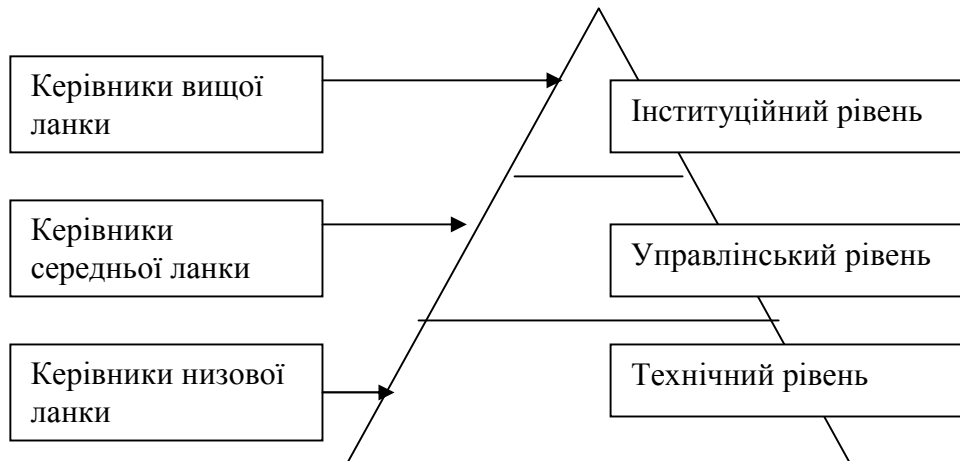 Керівники вищої
ланки
Інституційний рівень
Керівники
середньої ланки
Управлінський рівень
Керівники низової
ланки
Технічний рівень